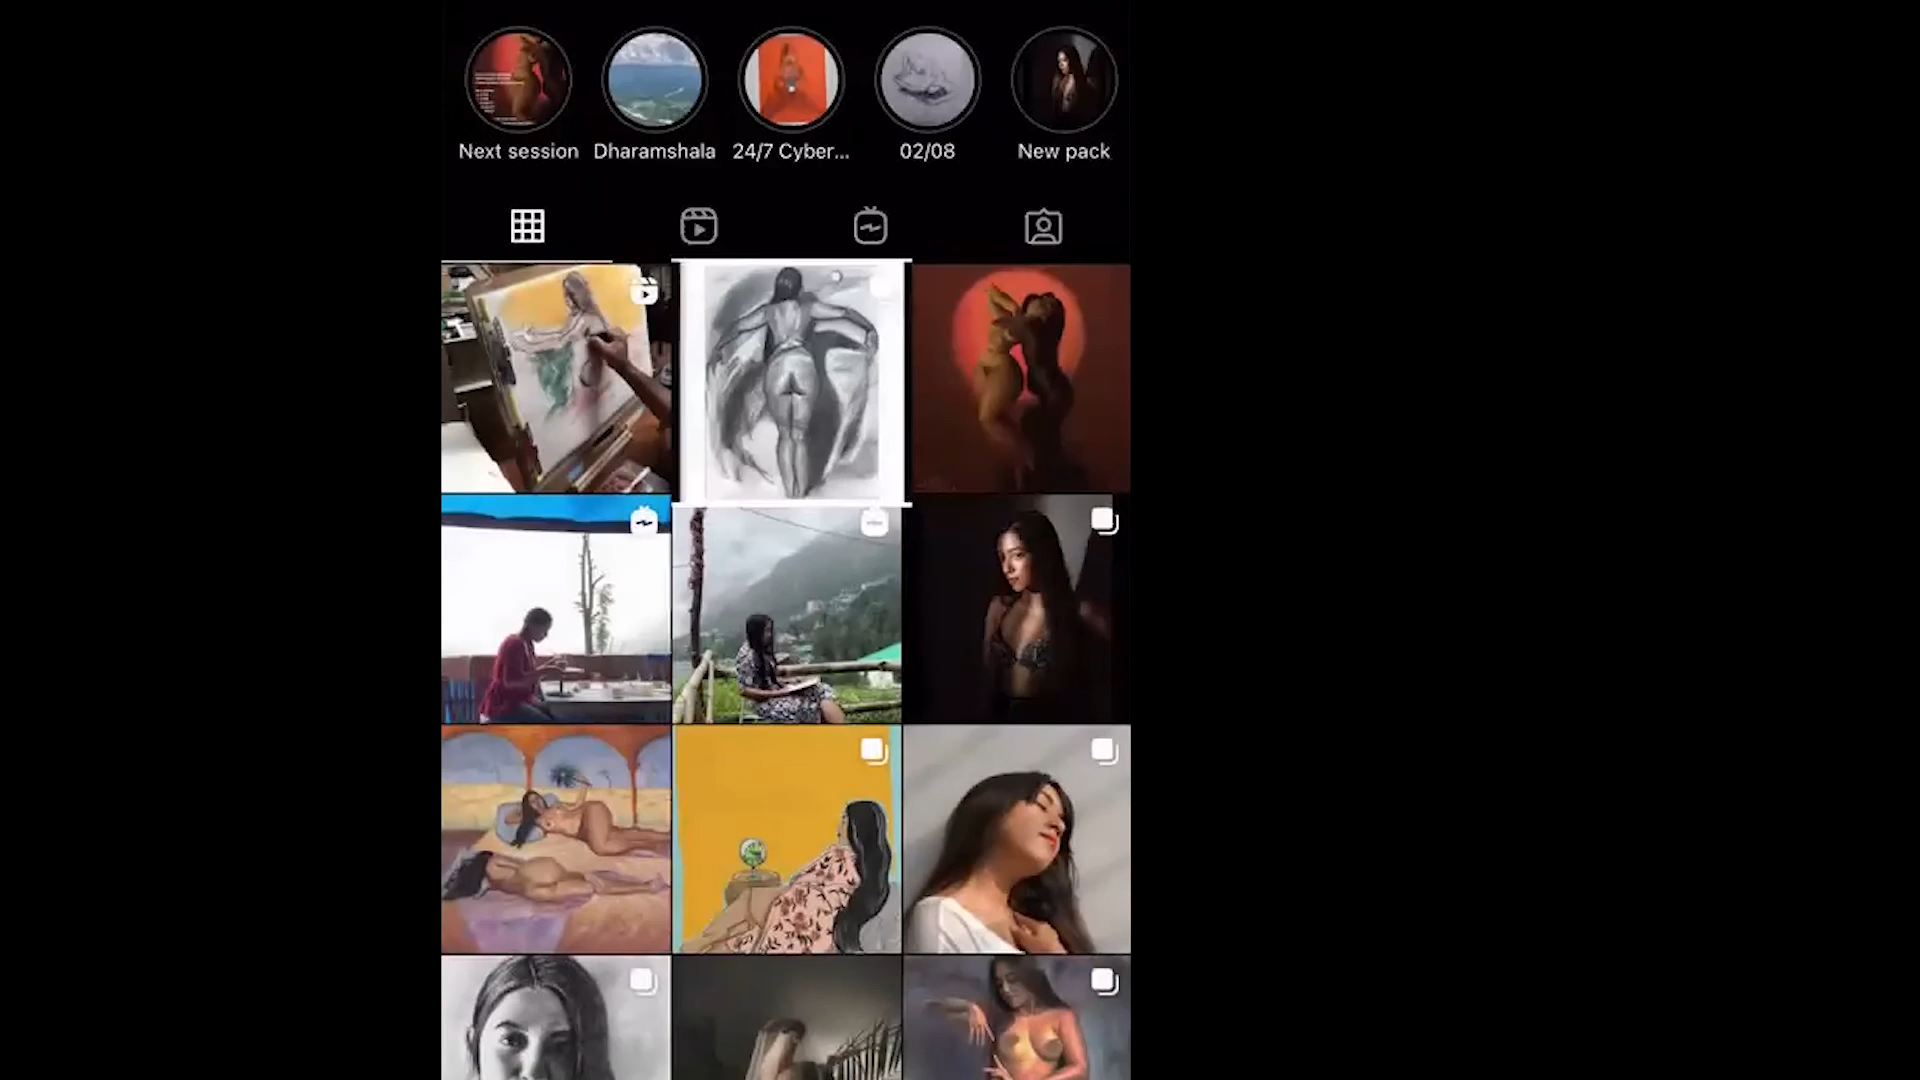 Next session
Dharamshala
24/7 Cyber...
02/08
New pack